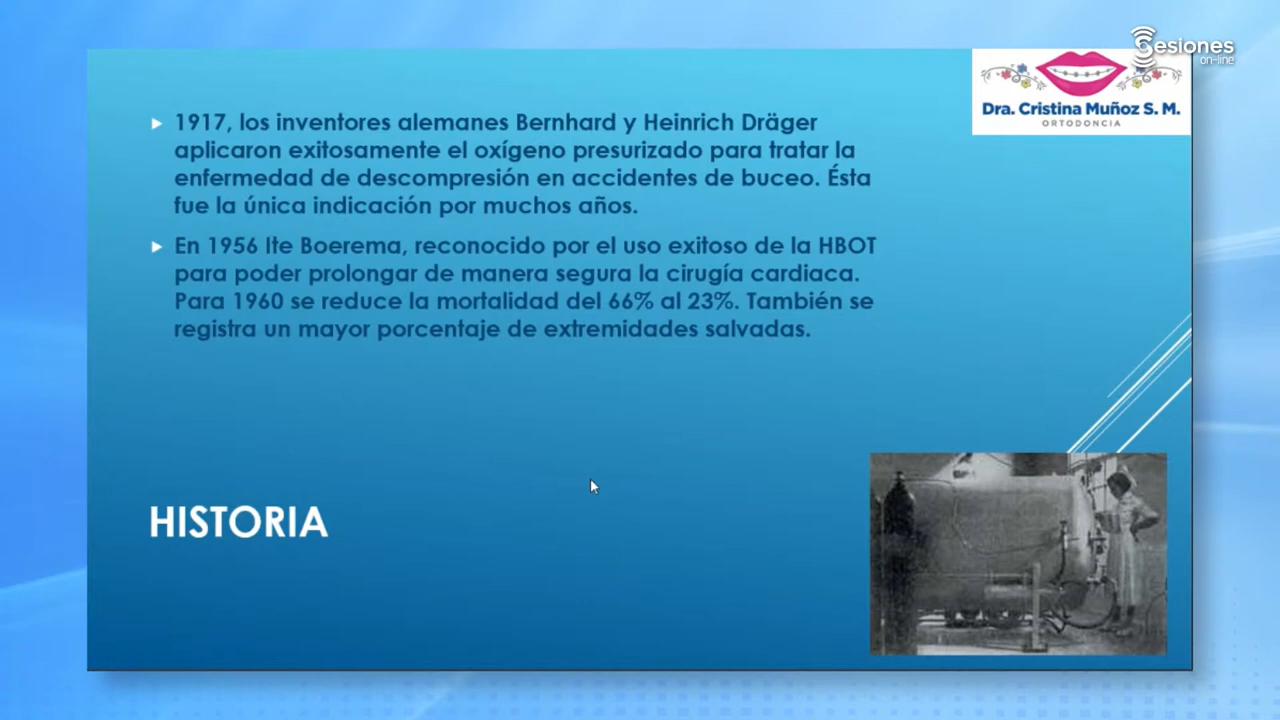 Sesiones
on-line
Dra. Cristina Muñoz S. M.
ORTODONCIA
1917, los inventores alemanes Bernhard y Heinrich Dräger
aplicaron exitosamente el oxígeno presurizado para tratar la
enfermedad de descompresión en accidentes de buceo. Ésta
fue la única indicación por muchos años.
En 1956 Ite Boerema, reconocido por el uso exitoso de la HBOT
para poder prolongar de manera segura la cirugía cardiaca.
Para 1960 se reduce la mortalidad del 66% al 23%. También se
registra un mayor porcentaje de extremidades salvadas.
HISTORIA